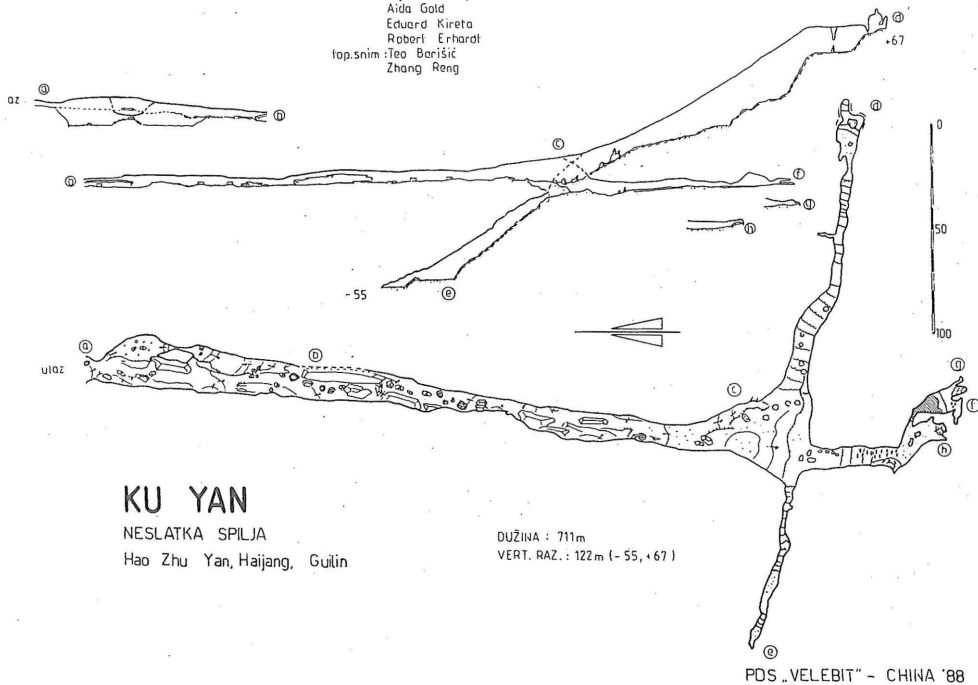 Aida Gold
Eduard Kireta
Robert Erhardt
top.snim : Teo Barišić
Zhang Reng
d
+67
a
az
b
d
0
c
a
f
g
50
h
-55
e
100
a
ulaz
b
c
g
f
h
KU YAN
NESLATKA SPILJA
Hao Zhu Yan, Haijang, Guilin
DUŽINA : 711m
VERT. RAZ. : 122m (-55, +67)
e
PDS „VELEBIT" - CHINA '88